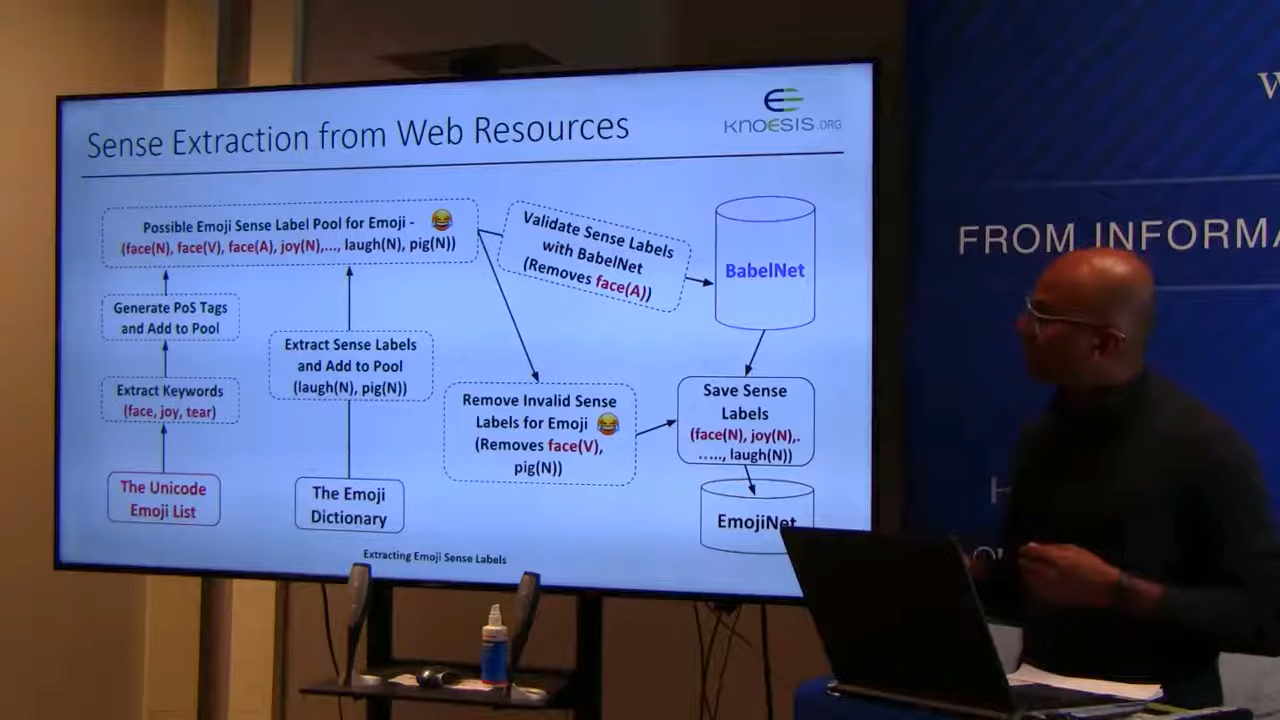 Sense Extraction from Web Resources
KNOESIS.ORG
Possible Emoji Sense Label Pool for Emoji - 😂
(face(N), face(V), face(A), joy(N),..., laugh(N), pig(N))
Validate Sense Labels
with BabelNet
(Removes face(A))
BabelNet
Generate PoS Tags
and Add to Pool
Extract Sense Labels
and Add to Pool
(laugh(N), pig(N))
Extract Keywords
(face, joy, tear)
Remove Invalid Sense
Labels for Emoji 😂
(Removes face(V),
pig(N))
Save Sense
Labels
(face(N), joy(N),.
....., laugh(N))
The Unicode
Emoji List
The Emoji
Dictionary
EmojiNet
Extracting Emoji Sense Labels
W
FROM INFORMA
H